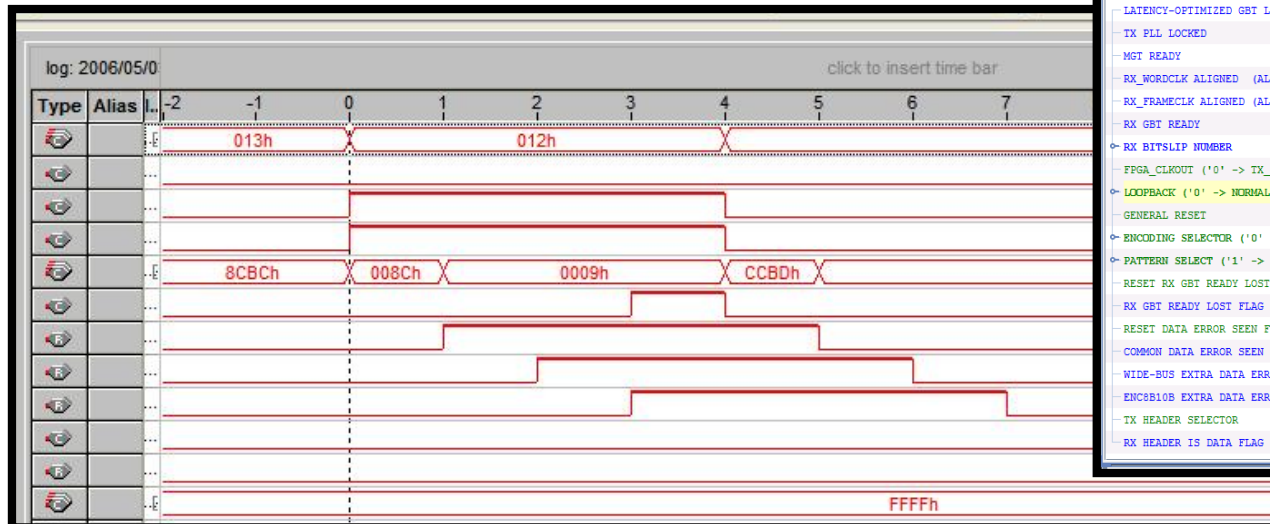 log: 2006/05/0
click to insert time bar
Type Alias I.. -2 -1 0 1 2 3 4 5 6 7
013h 012h
8CBCh 008Ch 0009h CCBDh
FFFFh
LATENCY-OPTIMIZED GBT L
TX PLL LOCKED
MGT READY
RX_WORDCLK ALIGNED (AL
RX_FRAMECLK ALIGNED (AL
RX GBT READY
RX BITSLIP NUMBER
FPGA_CLKOUT ('0' -> TX_
LOOPBACK ('0' -> NORMAL
GENERAL RESET
ENCODING SELECTOR ('0'
PATTERN SELECT ('1' ->
RESET RX GBT READY LOST
RX GBT READY LOST FLAG
RESET DATA ERROR SEEN F
COMMON DATA ERROR SEEN
WIDE-BUS EXTRA DATA ERR
ENC8B10B EXTRA DATA ERR
TX HEADER SELECTOR
RX HEADER IS DATA FLAG